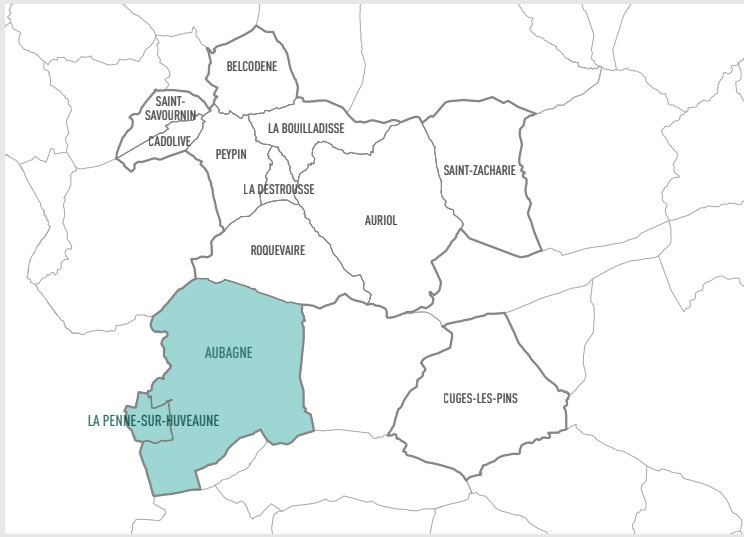 BELCODENE
SAINT-
SAVOURNIN
LA BOUILLADISSE
CADOLIVE
PEYPIN
SAINT-ZACHARIE
LA DESTROUSSE
AURIOL
ROQUEVAIRE
AUBAGNE
CUGES-LES-PINS
LA PENNE-SUR-HUVEAUNE